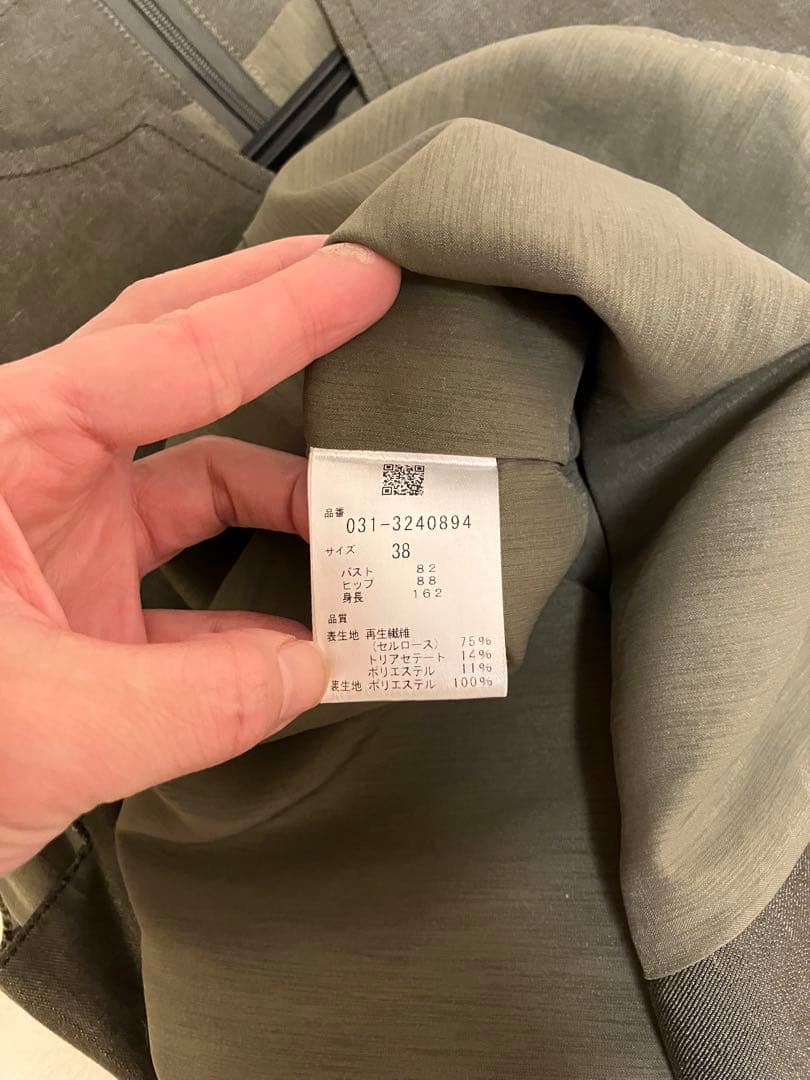 品番
031-3240894
サイズ 38
バスト 82
ヒップ 88
身長 162
品質
表生地 再生繊維
(セルロース) 75%
トリアセテート 14%
ポリエステル 11%
表生地 ポリエステル 100%